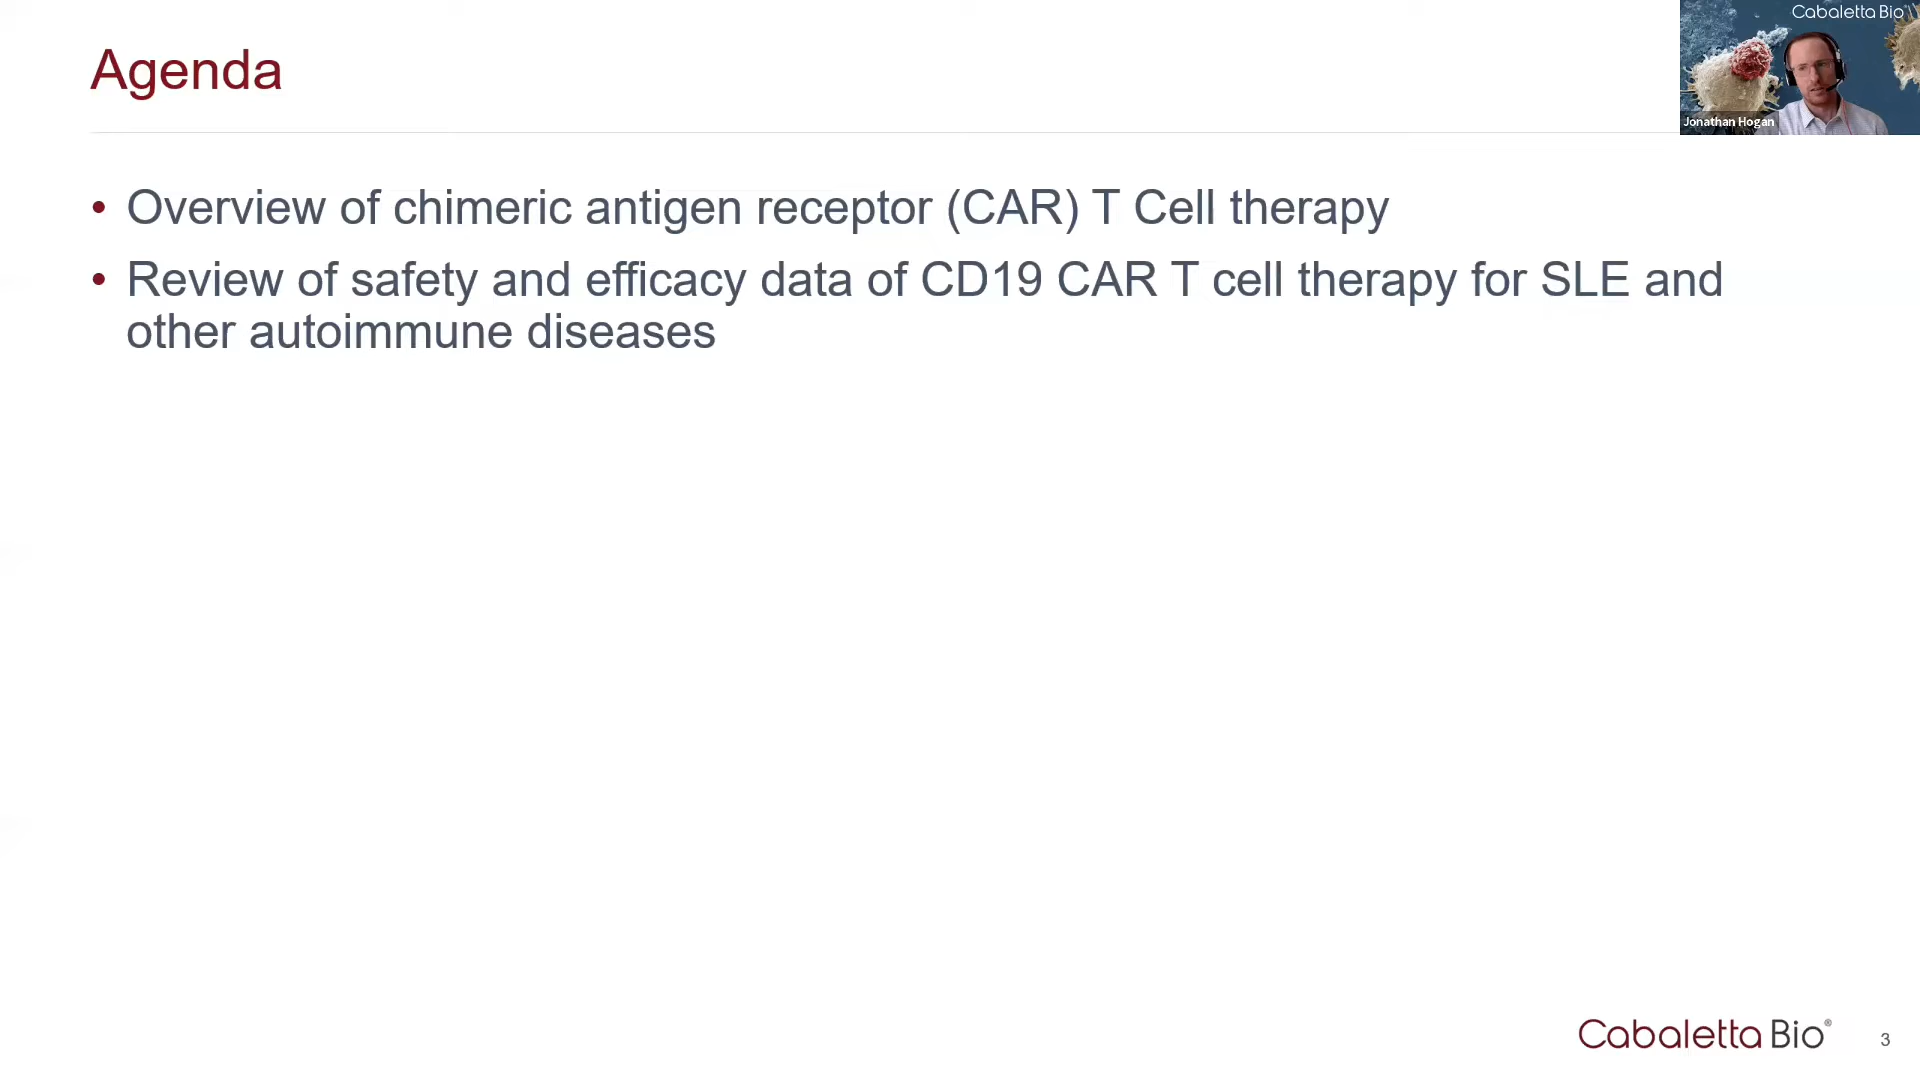 Agenda
Cabaletta Bio
Jonathan Hogan
• Overview of chimeric antigen receptor (CAR) T Cell therapy
• Review of safety and efficacy data of CD19 CAR T cell therapy for SLE and
other autoimmune diseases
Cabaletta Bio®
3